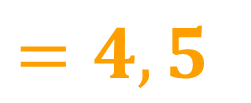 = 4, 5